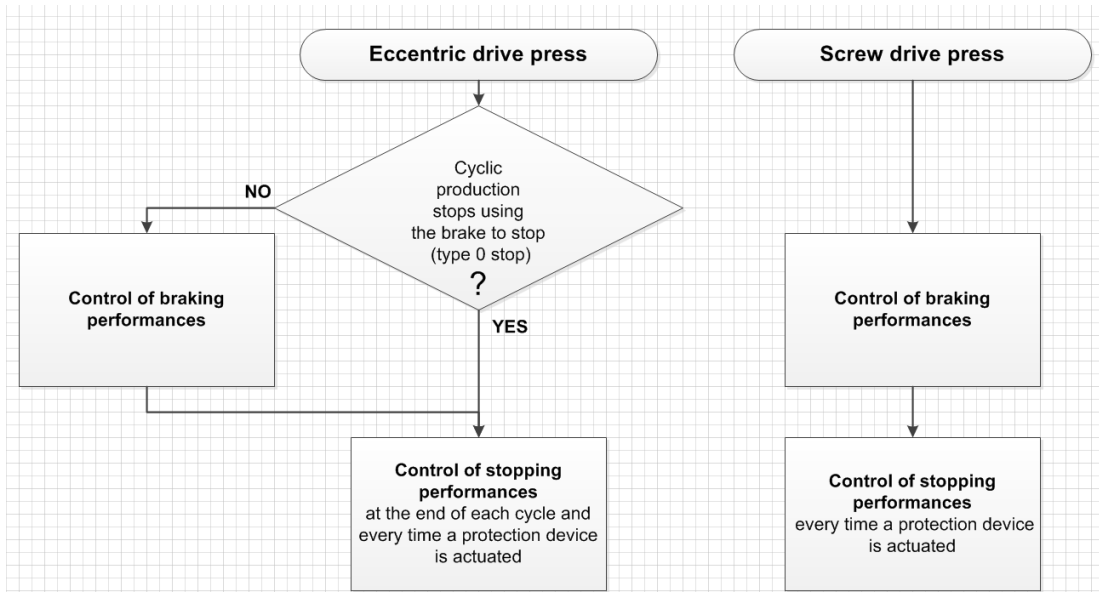 Eccentric drive press
Screw drive press
Cyclic
production
stops using
the brake to stop
(type 0 stop)
?
NO
YES
Control of braking
performances
Control of braking
performances
Control of stopping
performances
at the end of each cycle and
every time a protection device
is actuated
Control of stopping
performances
every time a protection device
is actuated